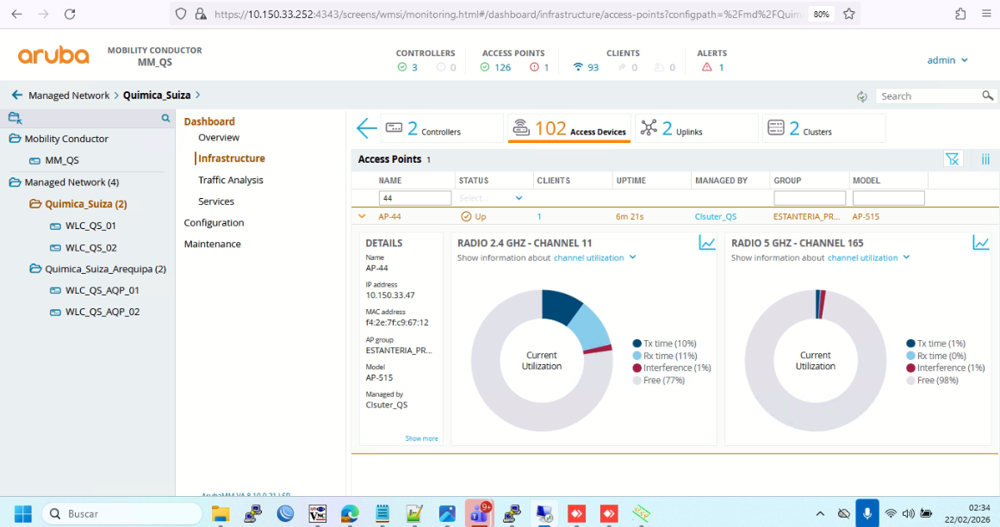 https://10.150.33.252:4343/screens/wmsi/monitoring.html#/dashboard/infrastructure/access-points?configpath=%2Fmd%2FQuim
80%
aruba
MOBILITY CONDUCTOR
MM_QS
CONTROLLERS
3
0
ACCESS POINTS
126
1
CLIENTS
93
0
0
ALERTS
1
admin
Managed Network > Quimica_Suiza >
Search
Mobility Conductor
MM_QS
Managed Network (4)
Quimica_Suiza (2)
WLC_QS_01
WLC_QS_02
Quimica_Suiza_Arequipa (2)
WLC_QS_AQP_01
WLC_QS_AQP_02
Dashboard
Overview
Infrastructure
Traffic Analysis
Services
Configuration
Maintenance
2 Controllers
102 Access Devices
2 Uplinks
2 Clusters
Access Points 1
NAME STATUS CLIENTS UPTIME MANAGED BY GROUP MODEL
44 Select...
AP-44 Up 1 6m 21s Clsuter_QS ESTANTERIA_PR... AP-515
DETAILS
Name
AP-44
IP address
10.150.33.47
MAC address
f4:2e:7f:c9:67:12
AP group
ESTANTERIA_PR...
Model
AP-515
Managed by
Clsuter_QS
Show more
RADIO 2.4 GHZ - CHANNEL 11
Show information about channel utilization
Current
Utilization
Tx time (10%)
Rx time (11%)
Interference (1%)
Free (77%)
RADIO 5 GHZ - CHANNEL 165
Show information about channel utilization
Current
Utilization
Tx time (1%)
Rx time (0%)
Interference (1%)
Free (98%)
Buscar
9+
02:34
22/02/2026